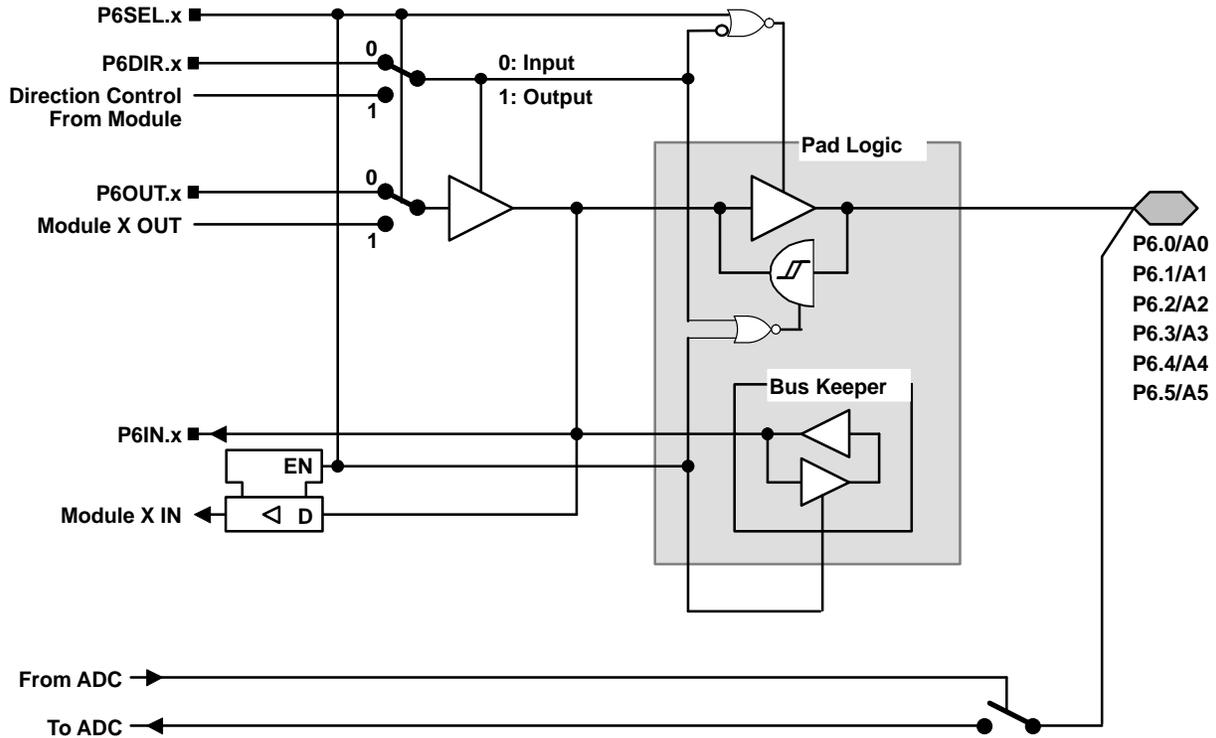 P6SEL.x
0
P6DIR.x
0: Input
Direction Control
From Module
1
1: Output
Pad Logic
0
P6OUT.x
Module X OUT
1
P6.0/A0
P6.1/A1
P6.2/A2
P6.3/A3
P6.4/A4
P6.5/A5
Bus Keeper
P6IN.x
EN
Module X IN
D
From ADC
To ADC